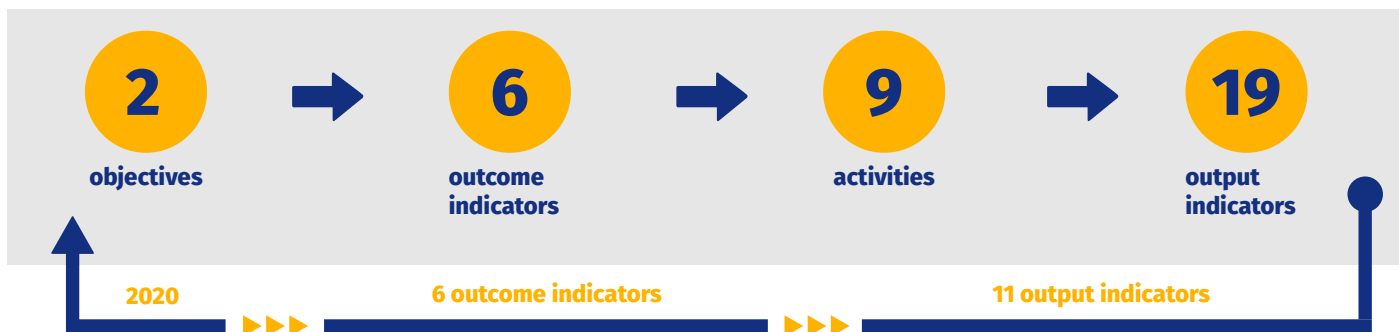 2
6
9
19
objectives
outcome
indicators
activities
output
indicators
2020
6 outcome indicators
11 output indicators